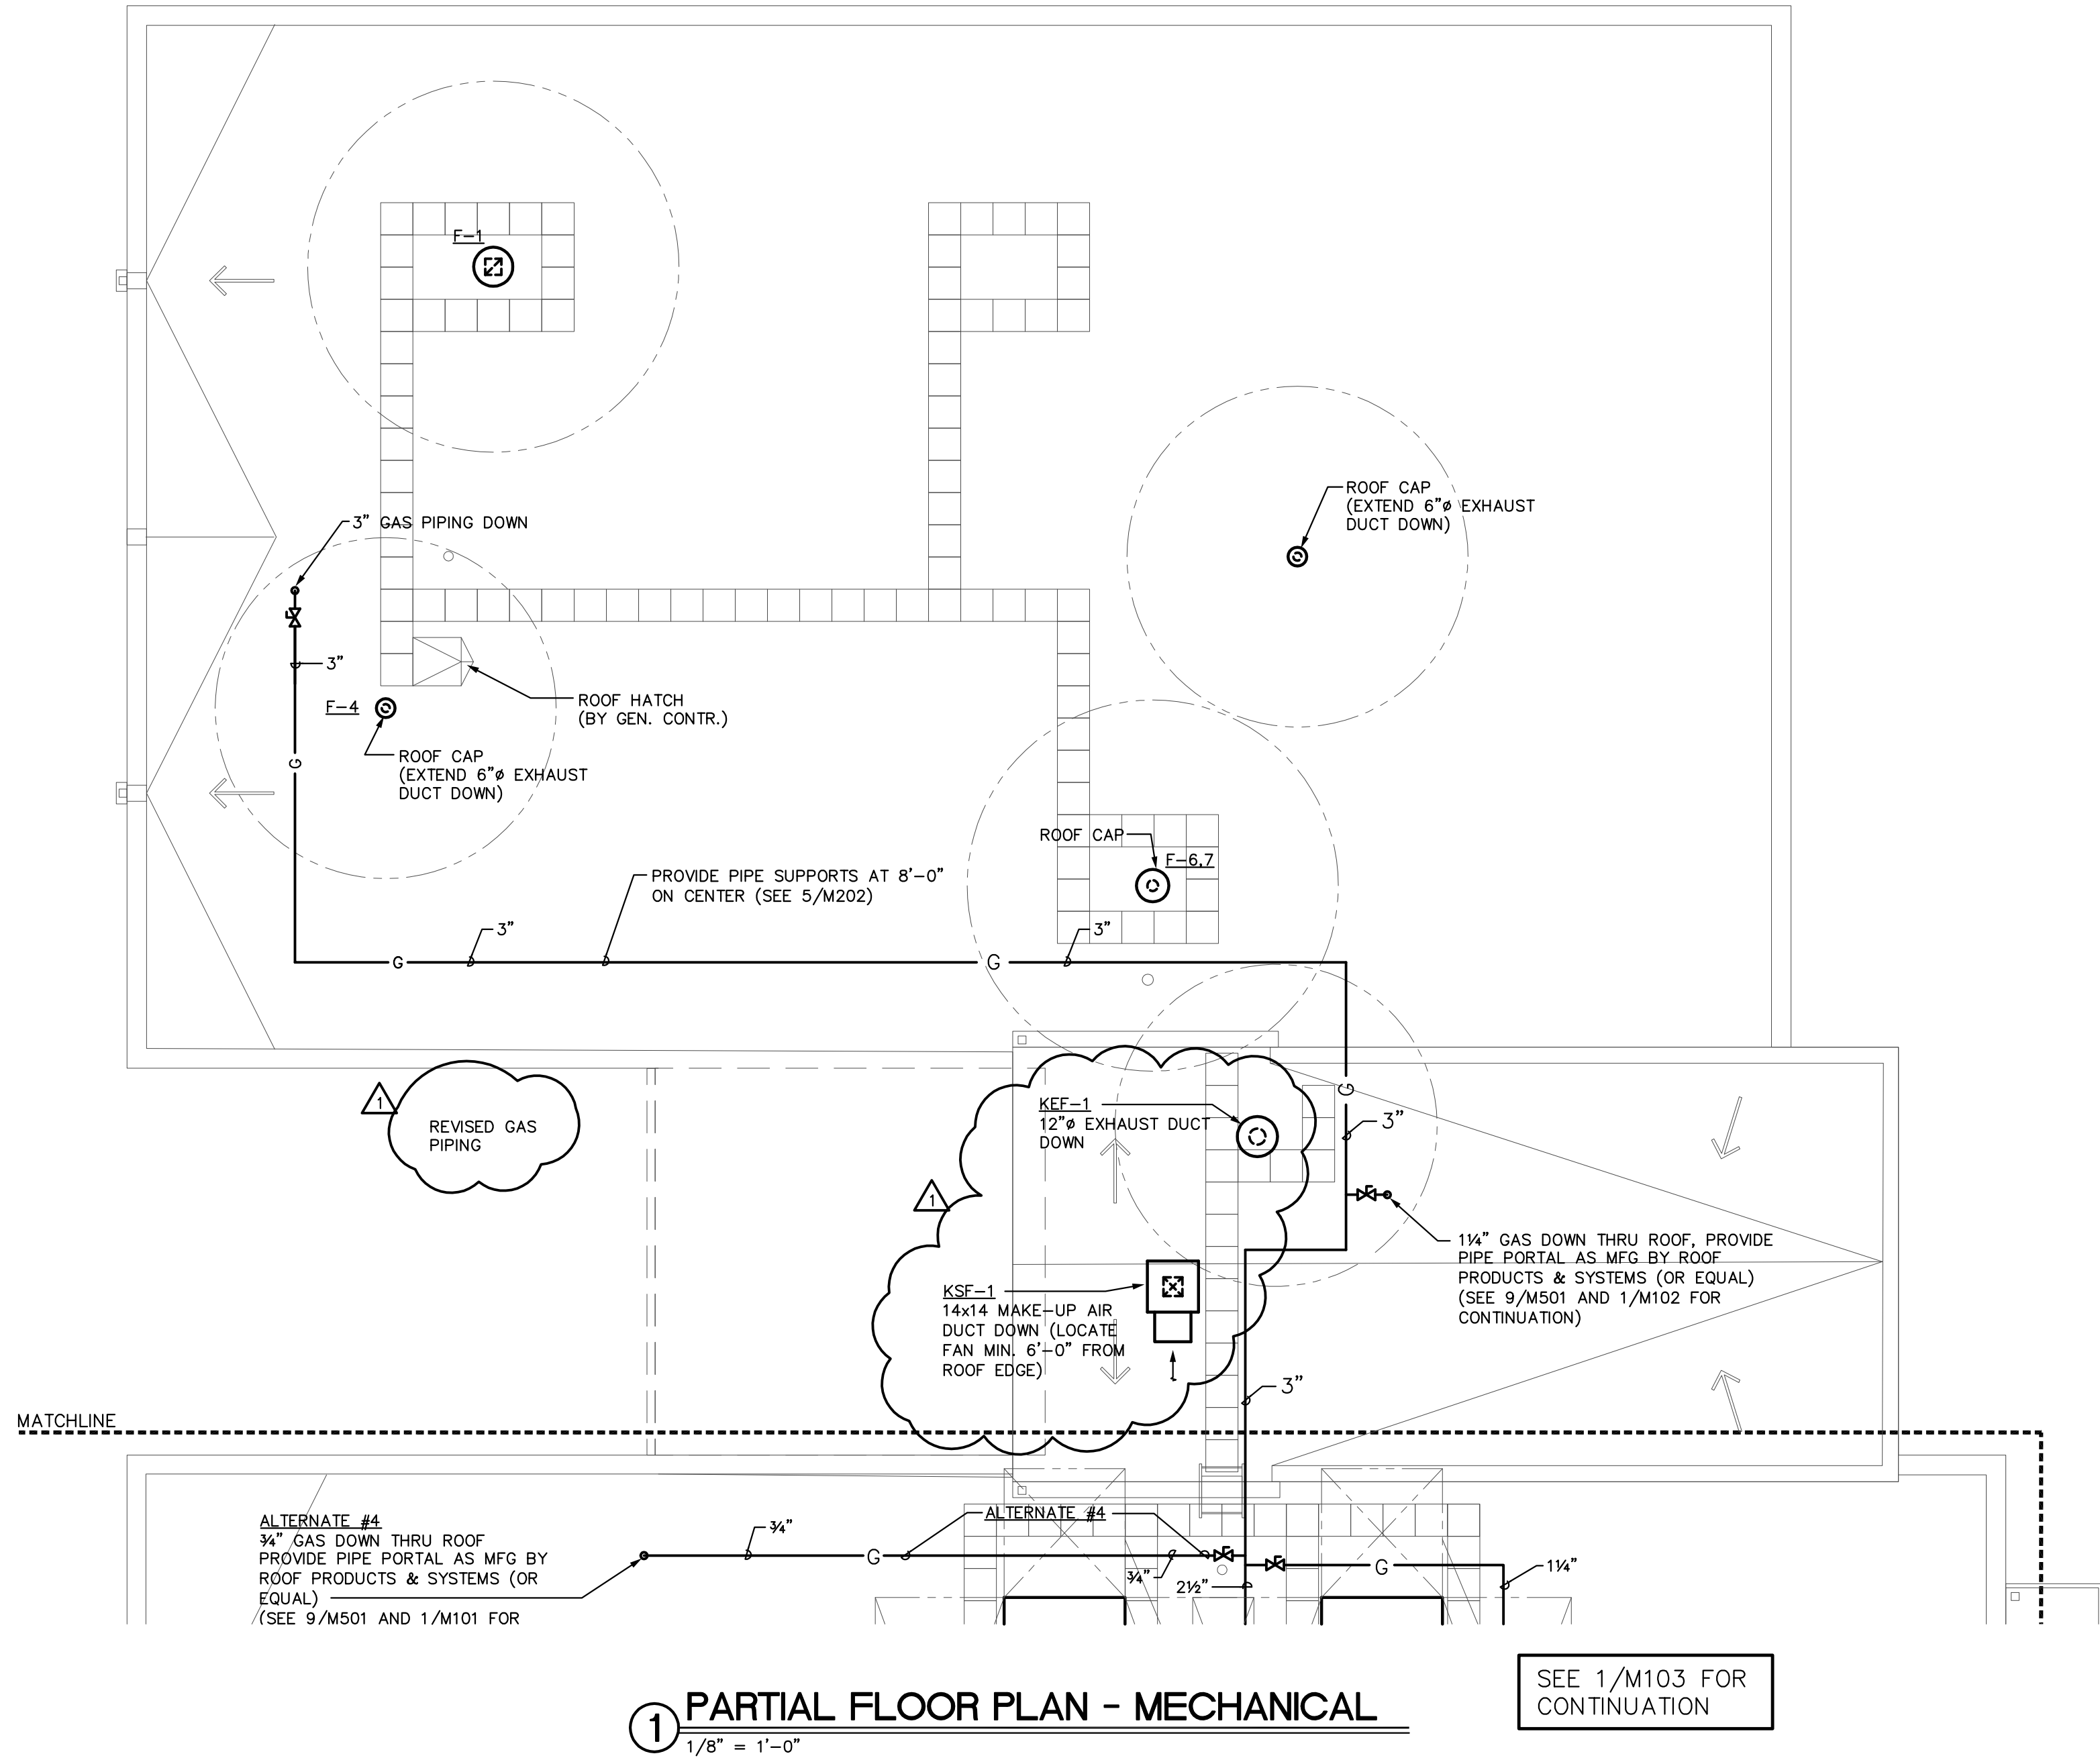 F-1
ROOF CAP
(EXTEND 6"ø EXHAUST
DUCT DOWN)
3" GAS PIPING DOWN
3"
ROOF HATCH
(BY GEN. CONTR.)
F-4
ROOF CAP
(EXTEND 6"ø EXHAUST
DUCT DOWN)
G
ROOF CAP
F-6,7
PROVIDE PIPE SUPPORTS AT 8'-0"
ON CENTER (SEE 5/M202)
3"
3"
G
G
1
REVISED GAS
PIPING
KEF-1
12"ø EXHAUST DUCT
DOWN
G
3"
1
1¼" GAS DOWN THRU ROOF, PROVIDE
PIPE PORTAL AS MFG BY ROOF
PRODUCTS & SYSTEMS (OR EQUAL)
(SEE 9/M501 AND 1/M102 FOR
CONTINUATION)
KSF-1
14x14 MAKE-UP AIR
DUCT DOWN (LOCATE
FAN MIN. 6'-0" FROM
ROOF EDGE)
3"
MATCHLINE
ALTERNATE #4
¾" GAS DOWN THRU ROOF
PROVIDE PIPE PORTAL AS MFG BY
ROOF PRODUCTS & SYSTEMS (OR
EQUAL)
(SEE 9/M501 AND 1/M101 FOR
¾"
ALTERNATE #4
G
¾"
2½"
G
1¼"
SEE 1/M103 FOR
CONTINUATION
1 PARTIAL FLOOR PLAN - MECHANICAL
1/8" = 1'-0"